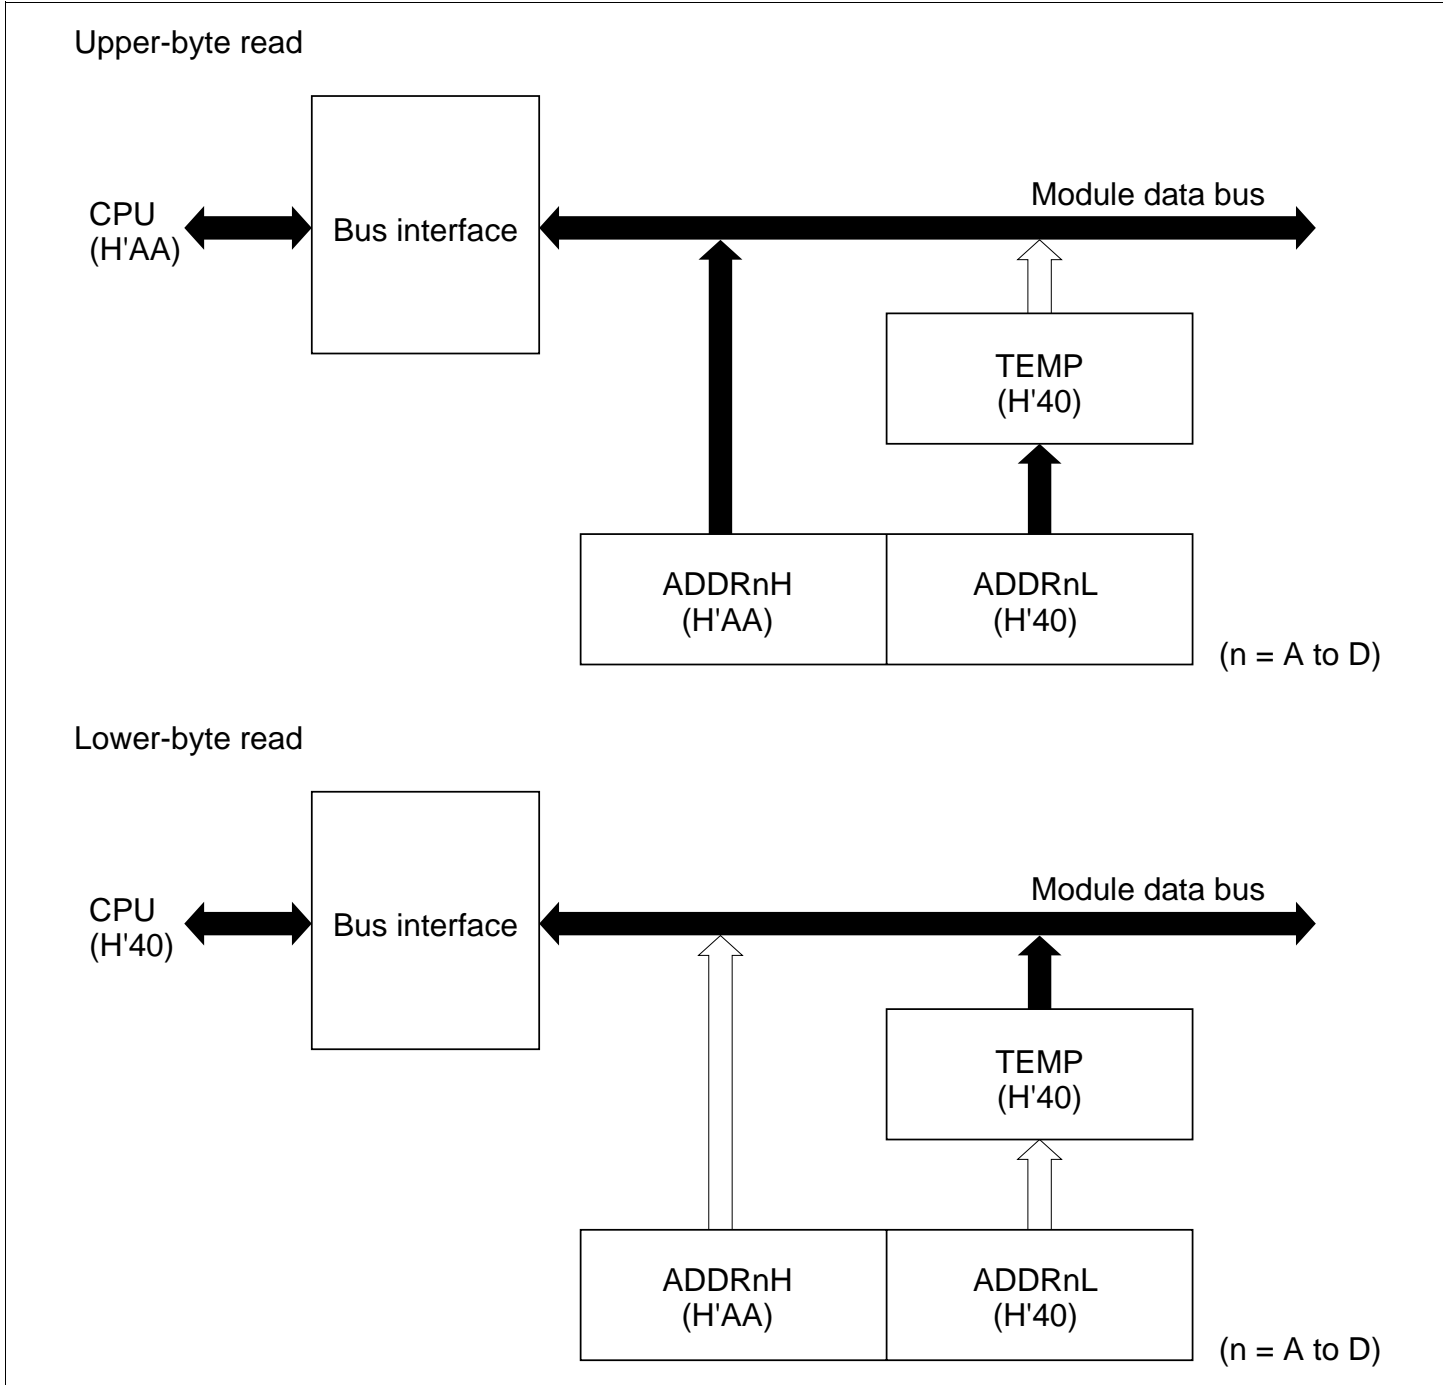 Upper-byte read
Module data bus
CPU
(H'AA)
Bus interface
TEMP
(H'40)
ADDRnH
(H'AA)
ADDRnL
(H'40)
(n = A to D)
Lower-byte read
Module data bus
CPU
(H'40)
Bus interface
TEMP
(H'40)
ADDRnH
(H'AA)
ADDRnL
(H'40)
(n = A to D)